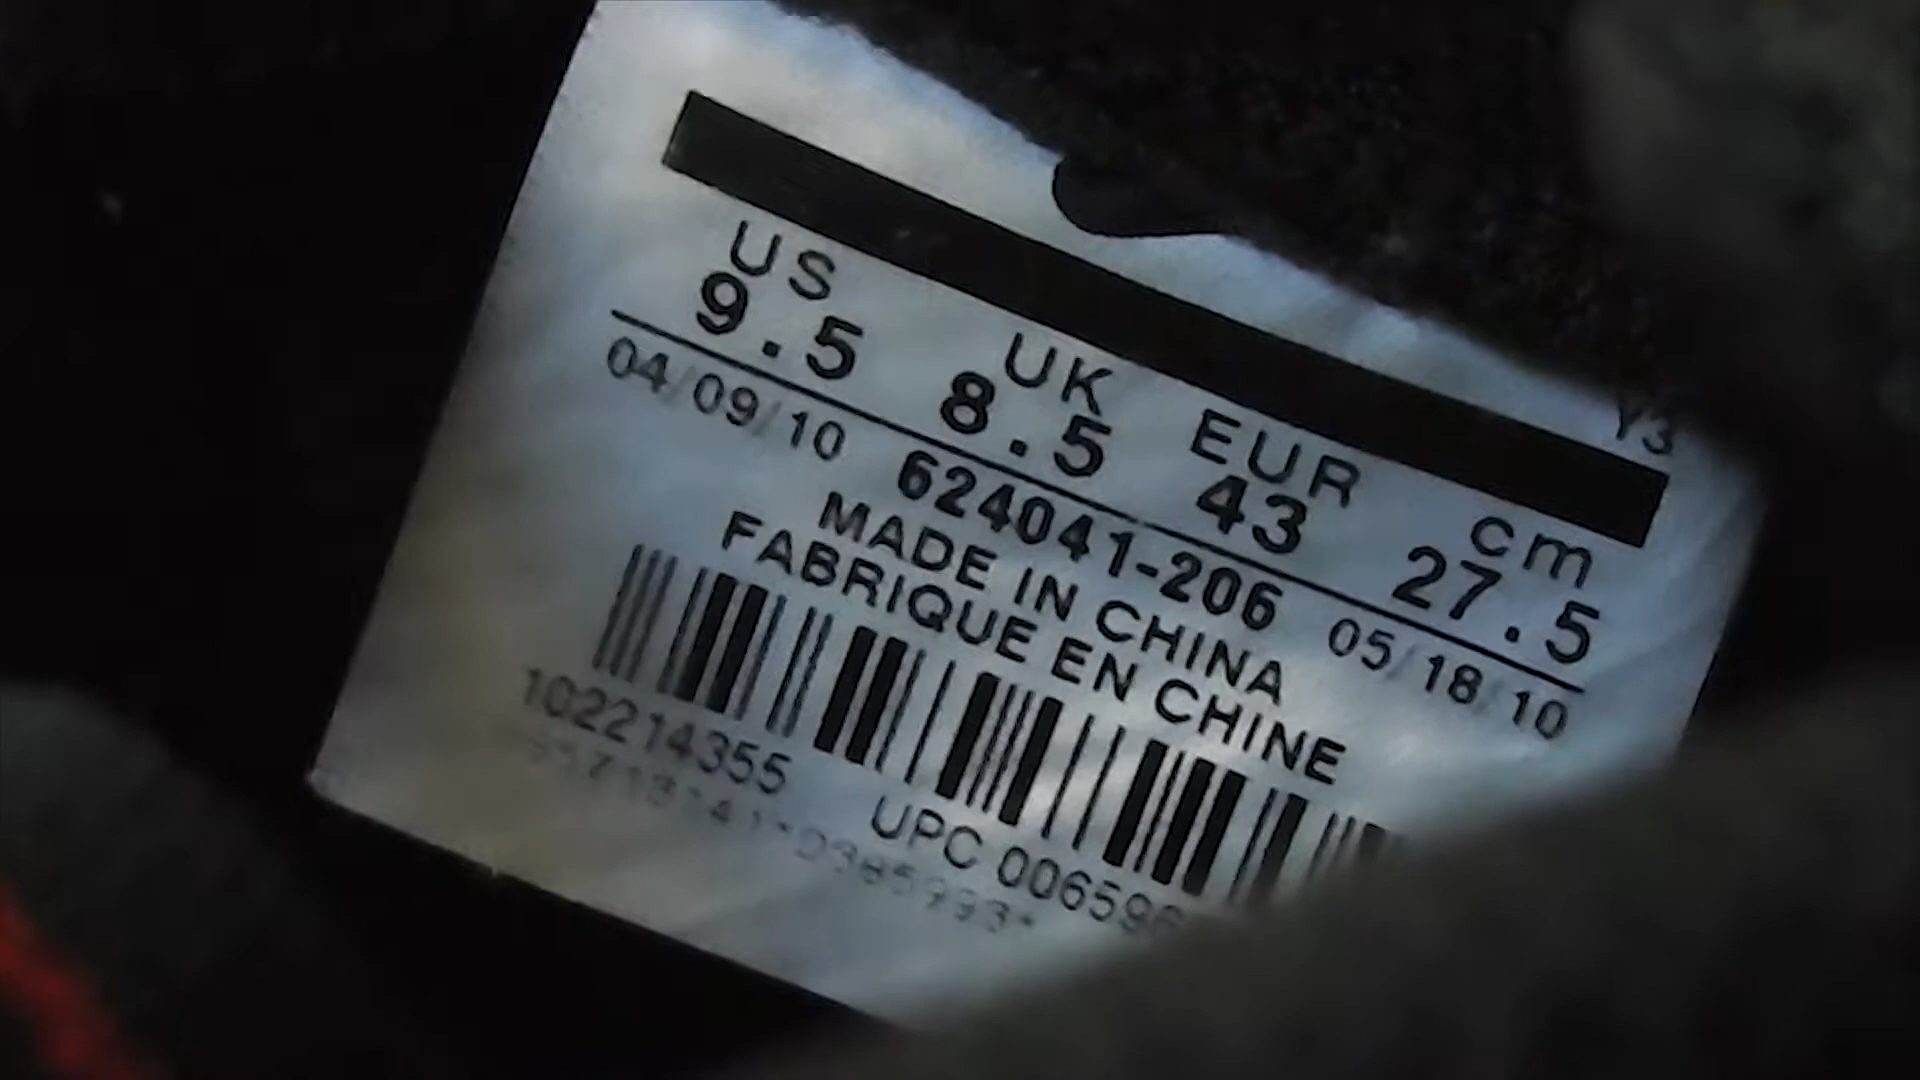 Y3
US UK EUR cm
9.5 8.5 43 27.5
04/09/10 624041-206 05/18/10
MADE IN CHINA
FABRIQUE EN CHINE
102214355 UPC 006596